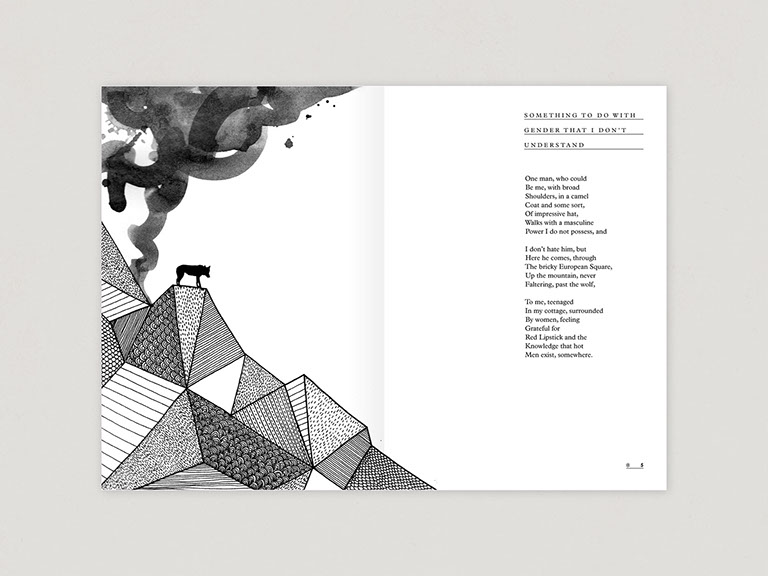 SOMETHING TO DO WITH
GENDER THAT I DON'T
UNDERSTAND
One man, who could
Be me, with broad
Shoulders, in a camel
Coat and some sort,
Of impressive hat,
Walks with a masculine
Power I do not possess, and
I don't hate him, but
Here he comes, through
The bricky European Square,
Up the mountain, never
Faltering, past the wolf,
To me, teenaged
In my cottage, surrounded
By women, feeling
Grateful for
Red Lipstick and the
Knowledge that hot
Men exist, somewhere.
5